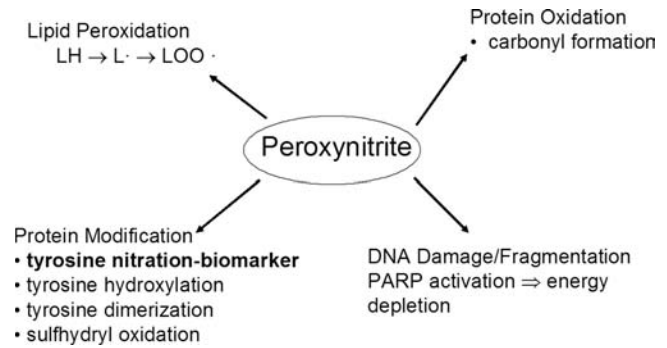 Lipid Peroxidation
LH → L· → LOO ·
Protein Oxidation
• carbonyl formation
Peroxynitrite
Protein Modification
• tyrosine nitration-biomarker
• tyrosine hydroxylation
• tyrosine dimerization
• sulfhydryl oxidation
DNA Damage/Fragmentation
PARP activation ⇒ energy
depletion